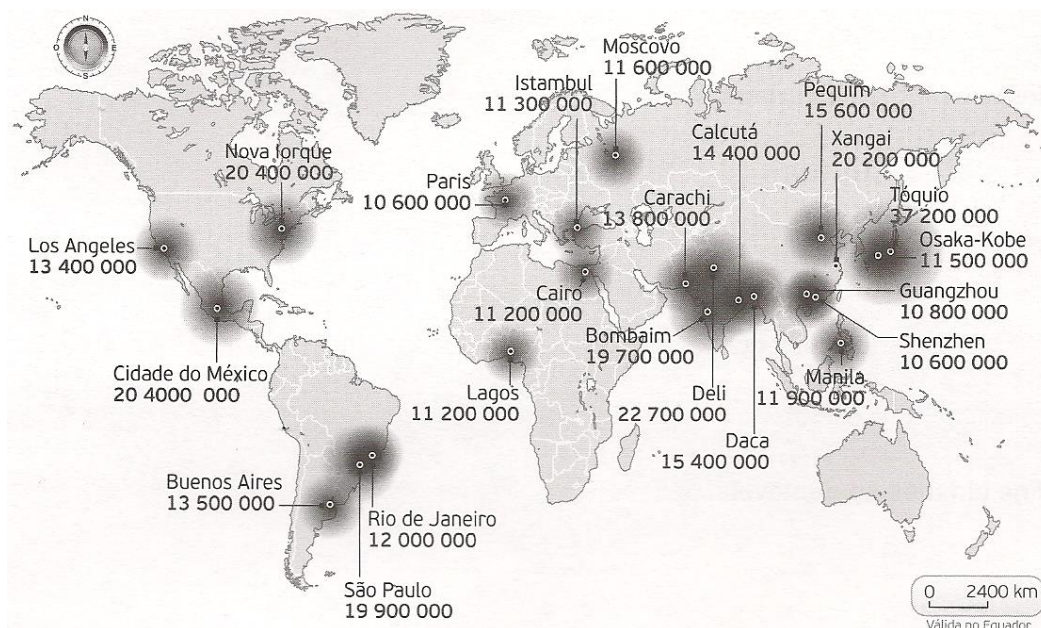 N
O
E
S
Moscovo
11 600 000
Istambul
11 300 000
Pequim
15 600 000
Calcutá
14 400 000
Xangai
20 200 000
Nova Iorque
20 400 000
Paris
10 600 000
Carachi
13 800 000
Tóquio
37 200 000
Los Angeles
13 400 000
Osaka-Kobe
11 500 000
Cairo
11 200 000
Guangzhou
10 800 000
Bombaim
19 700 000
Shenzhen
10 600 000
Cidade do México
20 4000 000
Lagos
11 200 000
Deli
22 700 000
Manila
11 900 000
Daca
15 400 000
Buenos Aires
13 500 000
Rio de Janeiro
12 000 000
São Paulo
19 900 000
0 2400 km
Válida no Equador